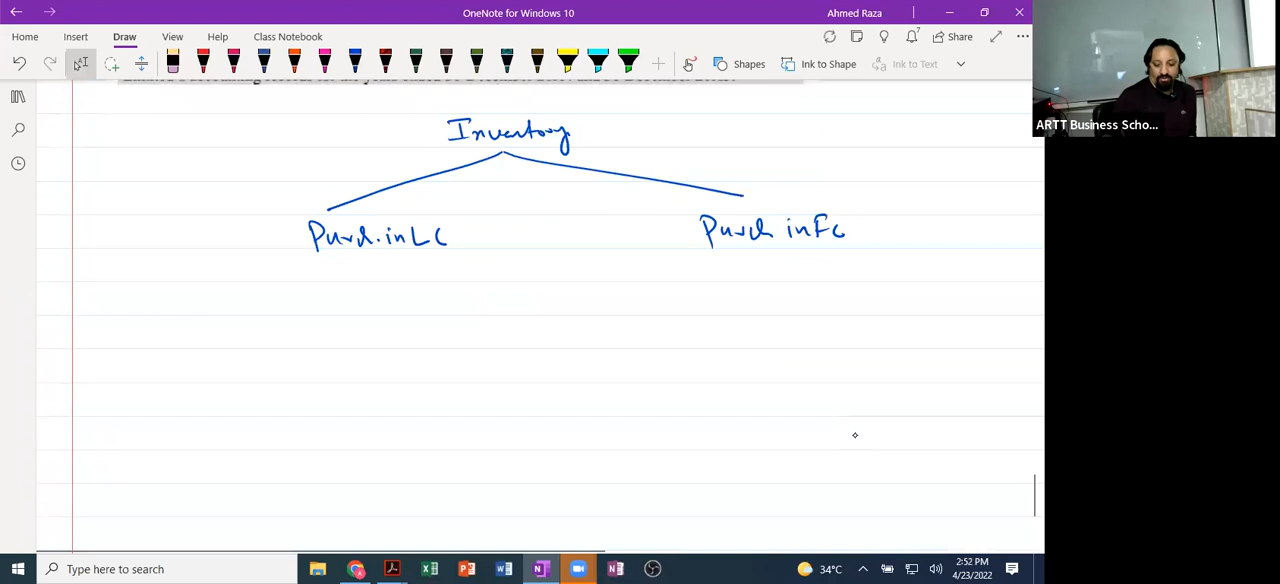 OneNote for Windows 10
Ahmed Raza
Home Insert Draw View Help Class Notebook
Share
Shapes Ink to Shape Ink to Text
ARTT Business Scho...
Inventory
Purch. in LC
Purch in FC
Type here to search
34°C
2:52 PM
4/23/2022